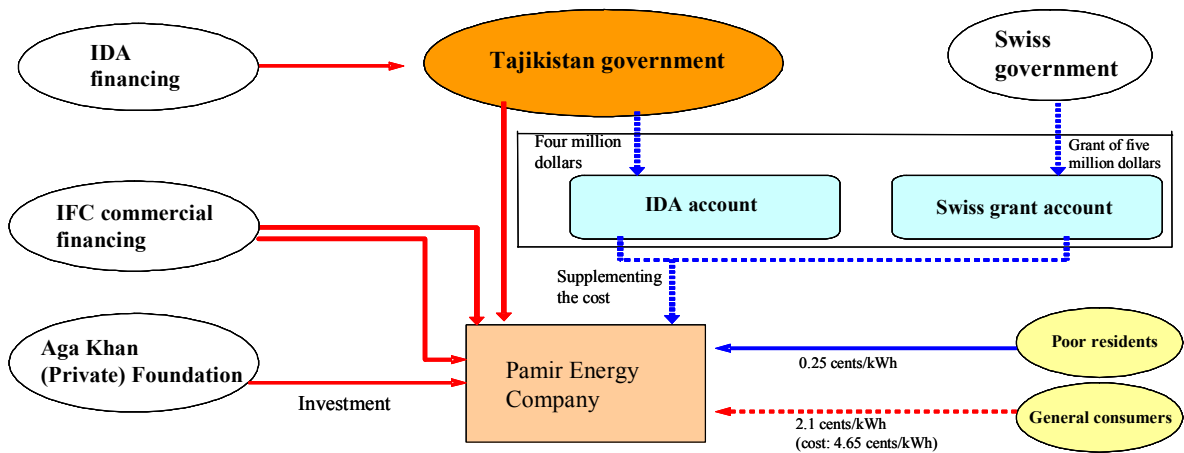 IDA
financing
Tajikistan government
Swiss
government
Four million
dollars
Grant of five
million dollars
IDA account
Swiss grant account
IFC commercial
financing
Supplementing
the cost
Aga Khan
(Private) Foundation
Investment
Pamir Energy
Company
Poor residents
0.25 cents/kWh
General consumers
2.1 cents/kWh
(cost: 4.65 cents/kWh)